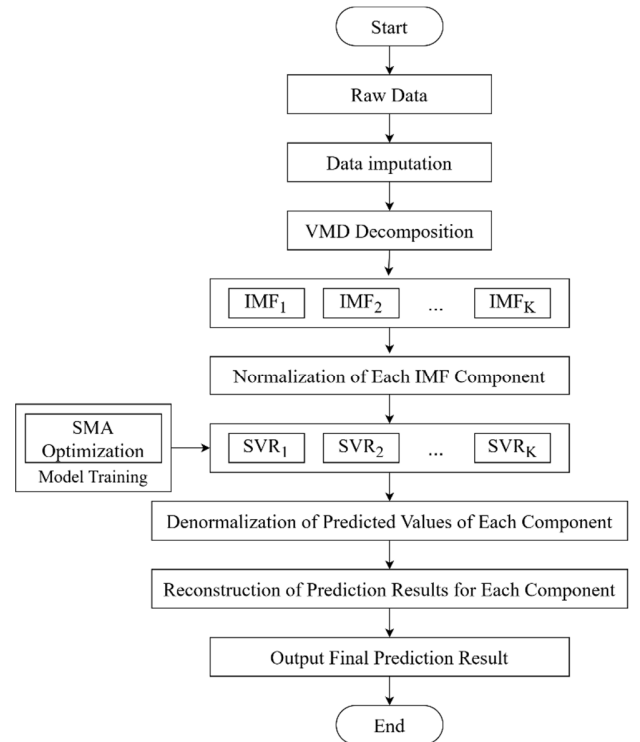 Start
Raw Data
Data imputation
VMD Decomposition
IMF1 IMF2 ... IMFK
Normalization of Each IMF Component
SMA
Optimization
Model Training
SVR1 SVR2 ... SVRK
Denormalization of Predicted Values of Each Component
Reconstruction of Prediction Results for Each Component
Output Final Prediction Result
End